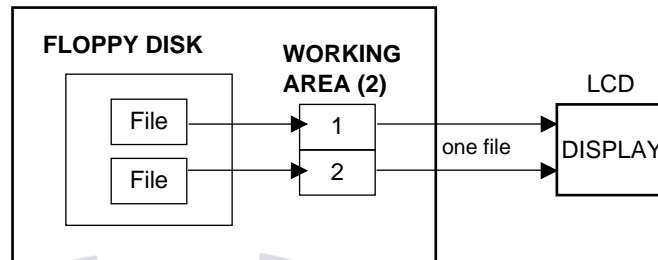 FLOPPY DISK
WORKING
AREA (2)
LCD
File
1
one file
DISPLAY
File
2